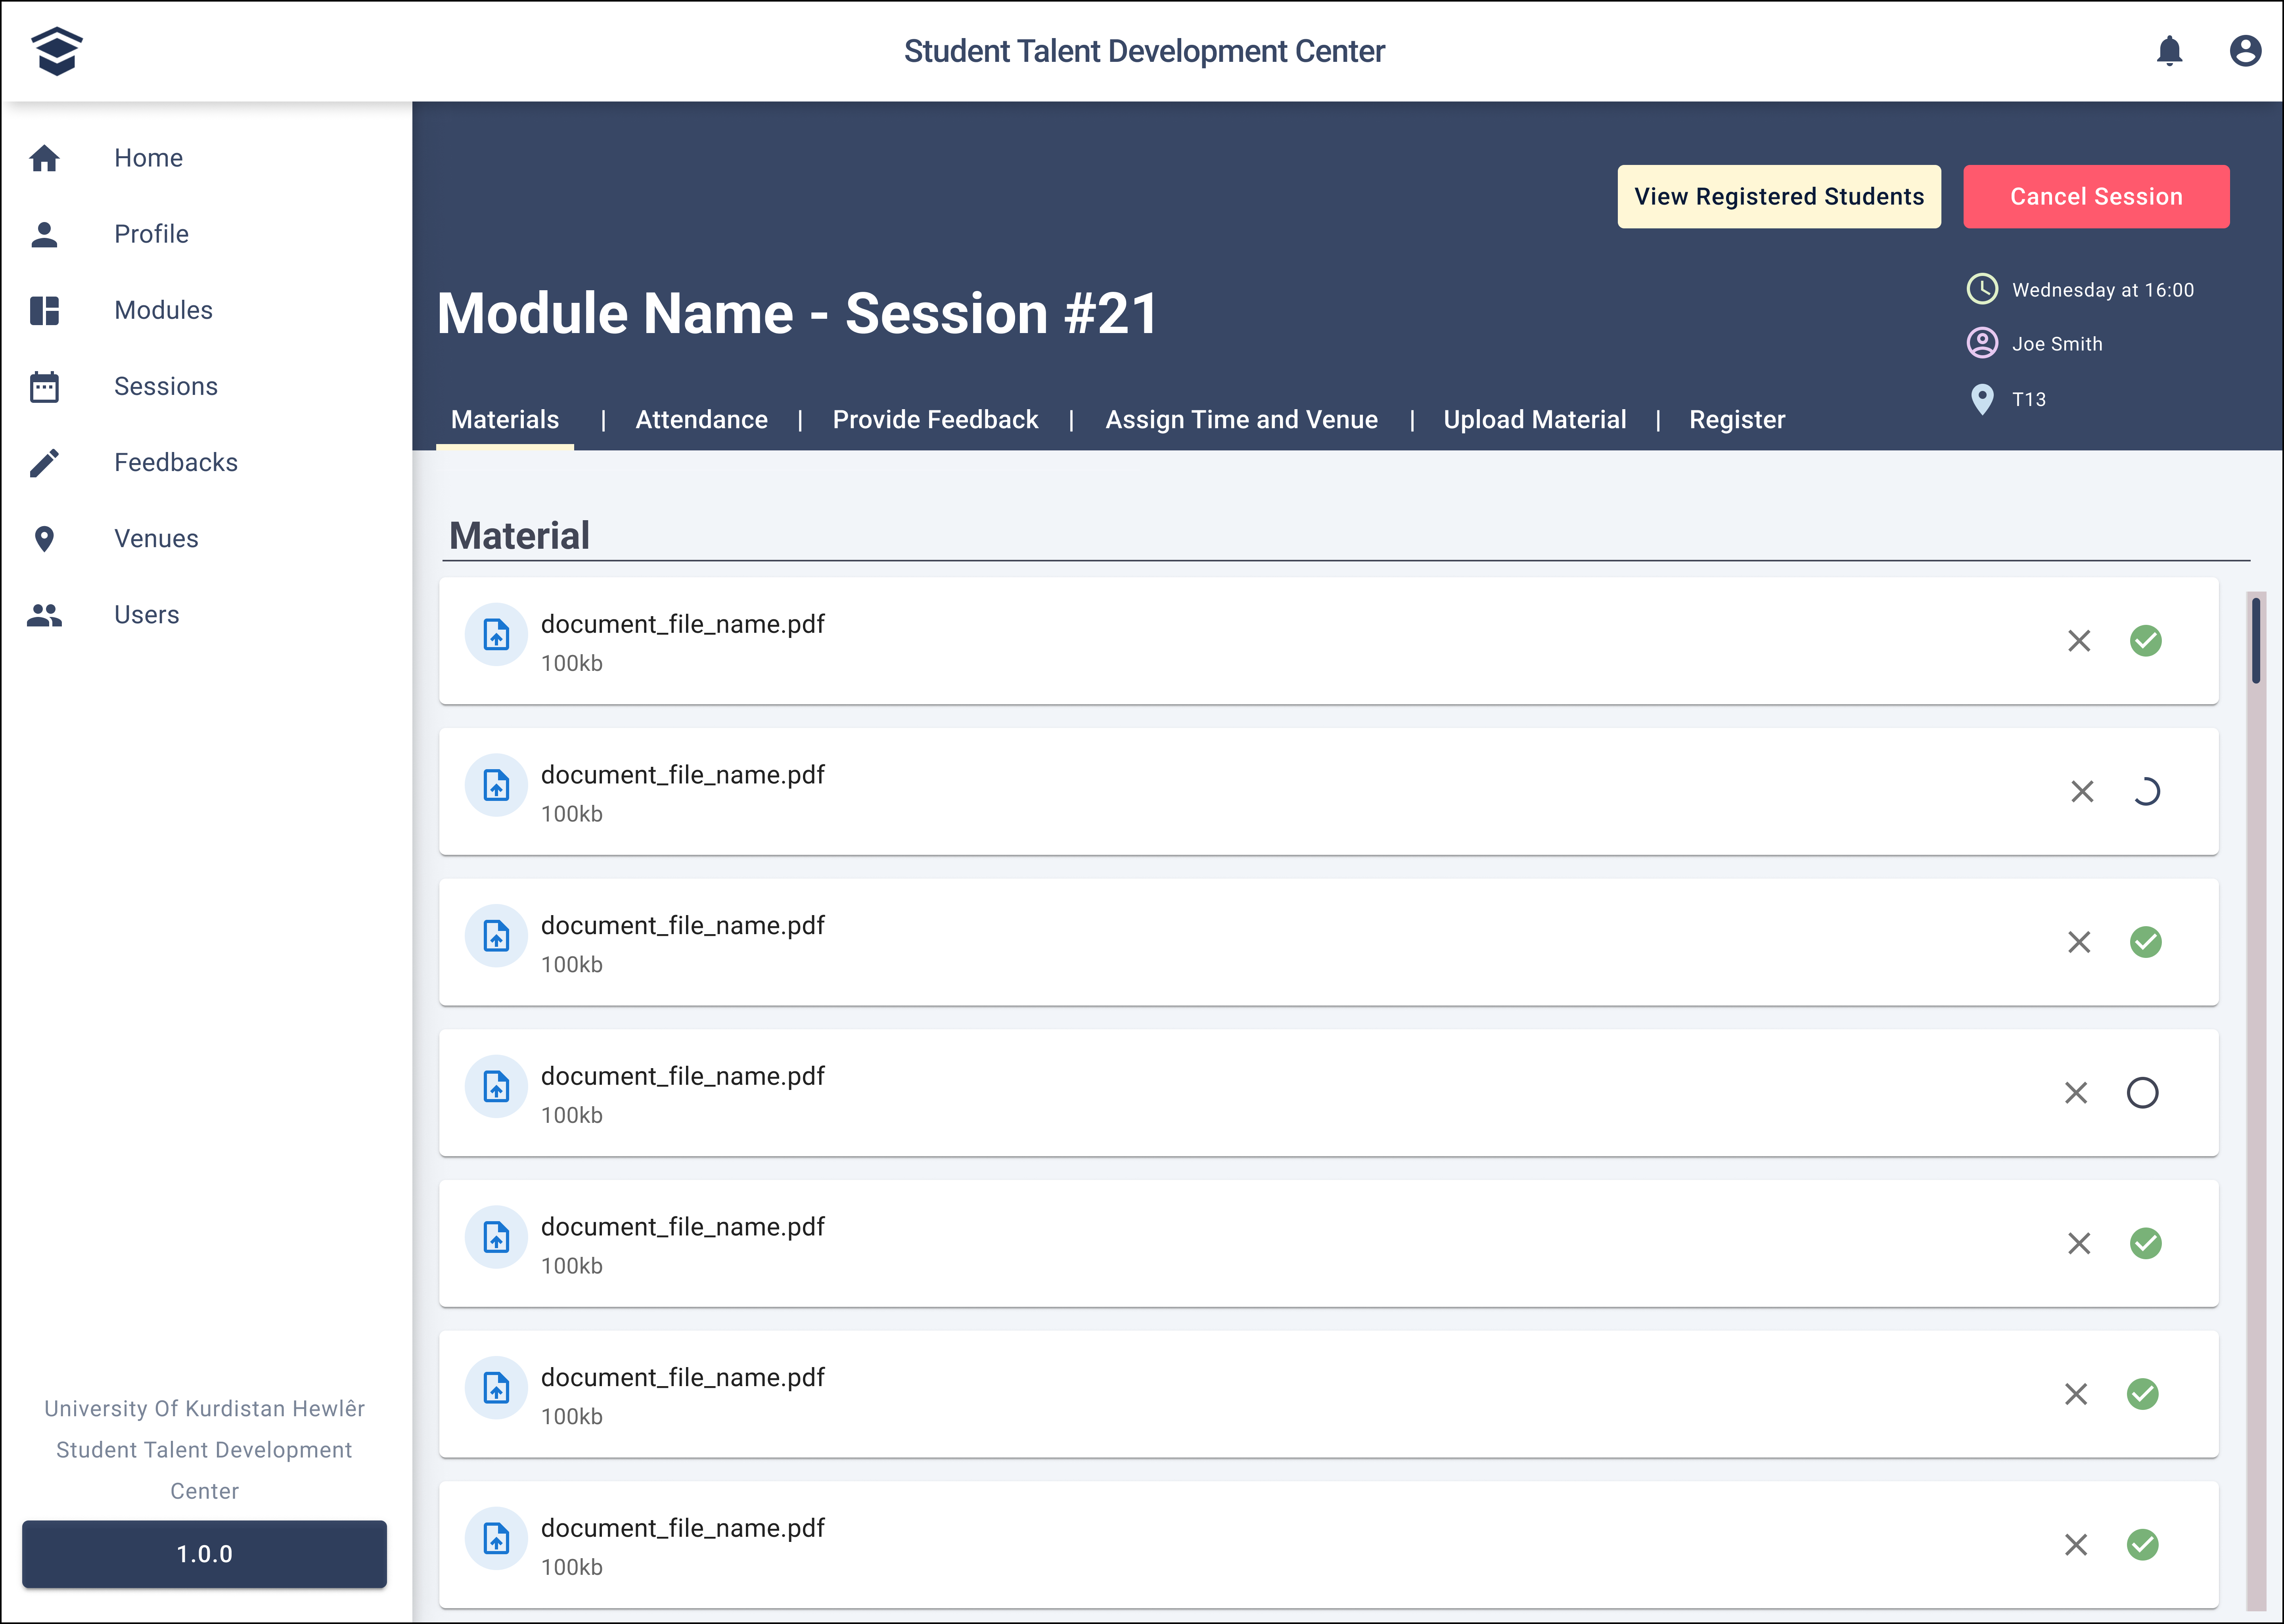 Student Talent Development Center
Home
Profile
Modules
Sessions
Feedbacks
Venues
Users
University Of Kurdistan Hewlêr
Student Talent Development
Center
1.0.0
View Registered Students
Cancel Session
Module Name - Session #21
Wednesday at 16:00
Joe Smith
T13
Materials | Attendance | Provide Feedback | Assign Time and Venue | Upload Material | Register
Material
document_file_name.pdf
100kb
document_file_name.pdf
100kb
document_file_name.pdf
100kb
document_file_name.pdf
100kb
document_file_name.pdf
100kb
document_file_name.pdf
100kb
document_file_name.pdf
100kb